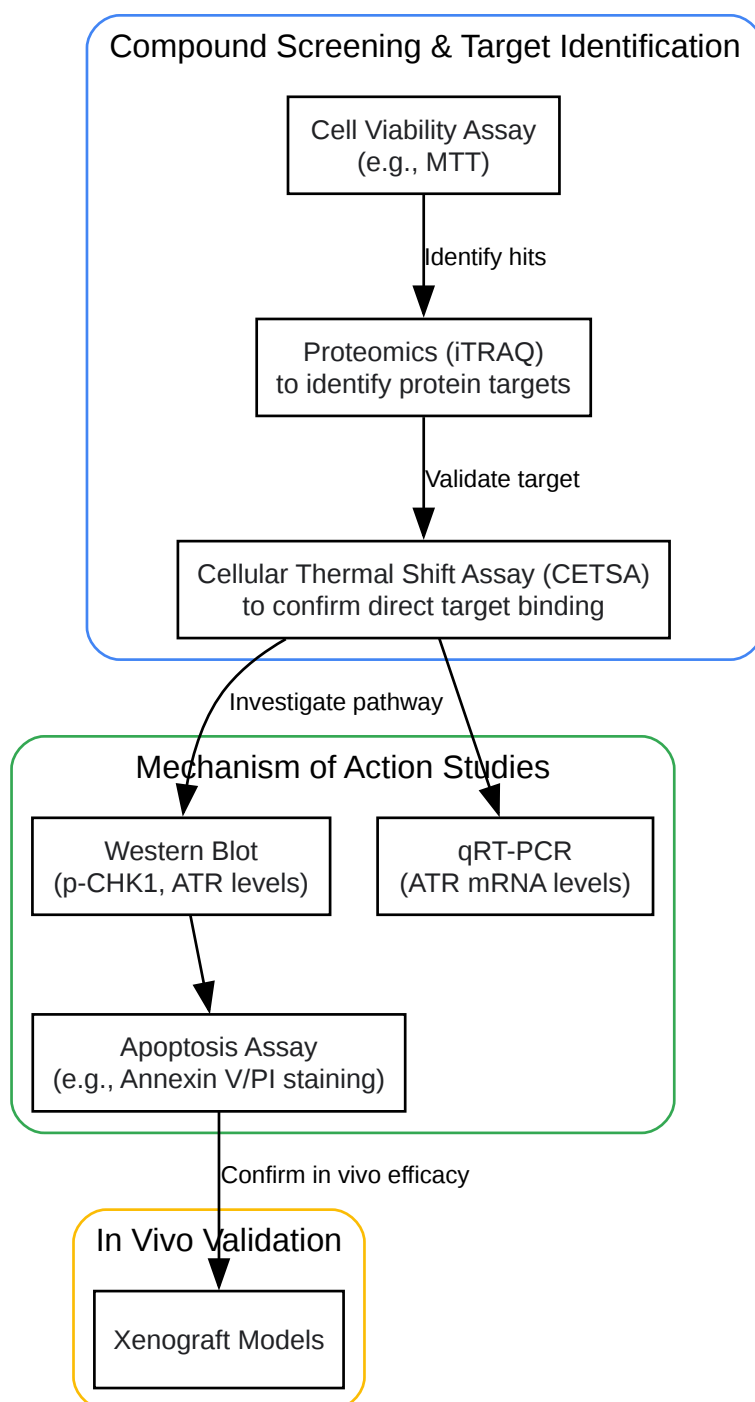 Compound Screening & Target Identification
Cell Viability Assay
(e.g., MTT)
Identify hits
Proteomics (iTRAQ)
to identify protein targets
Validate target
Cellular Thermal Shift Assay (CETSA)
to confirm direct target binding
Investigate pathway
Mechanism of Action Studies
Western Blot
(p-CHK1, ATR levels)
qRT-PCR
(ATR mRNA levels)
Apoptosis Assay
(e.g., Annexin V/PI staining)
Confirm in vivo efficacy
In Vivo Validation
Xenograft Models